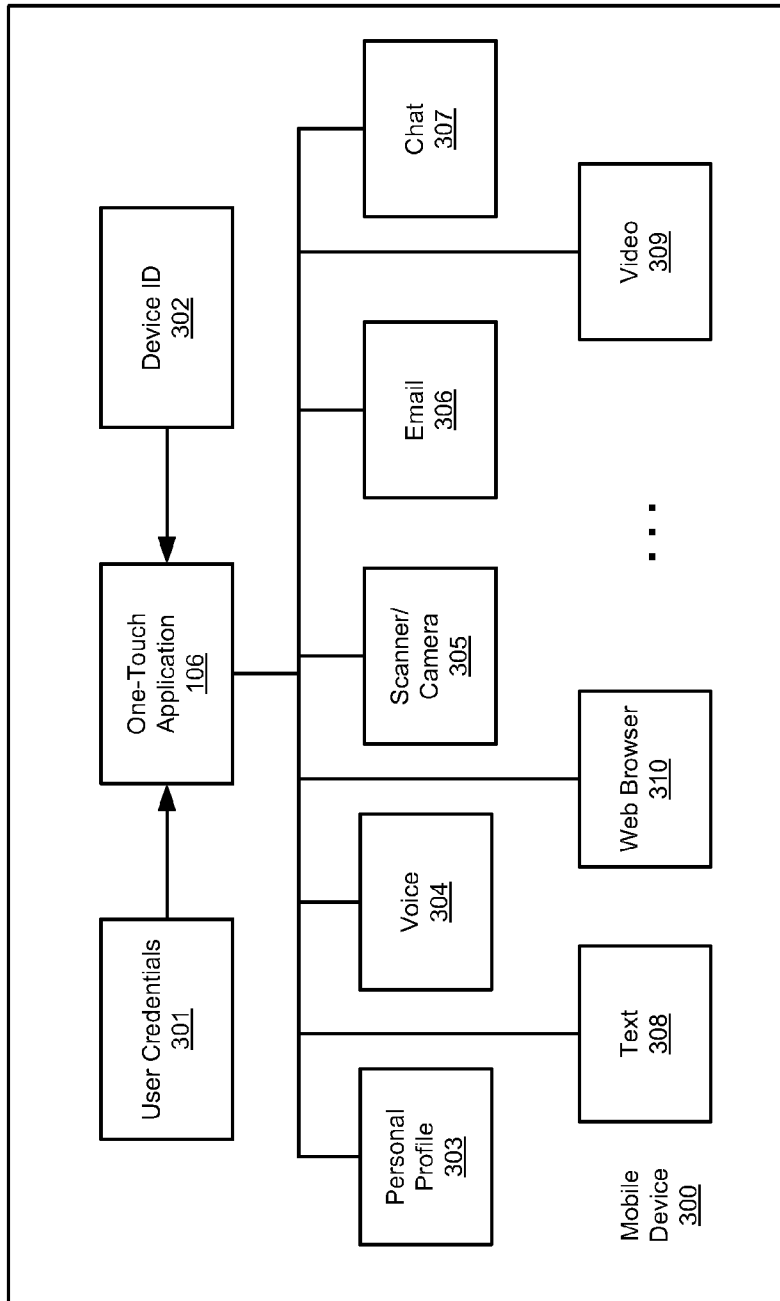 User Credentials
301
One-Touch
Application
106
Device ID
302
Personal
Profile
303
Voice
304
Scanner/
Camera
305
Email
306
Chat
307
Text
308
Web Browser
310
...
Video
309
Mobile
Device
300